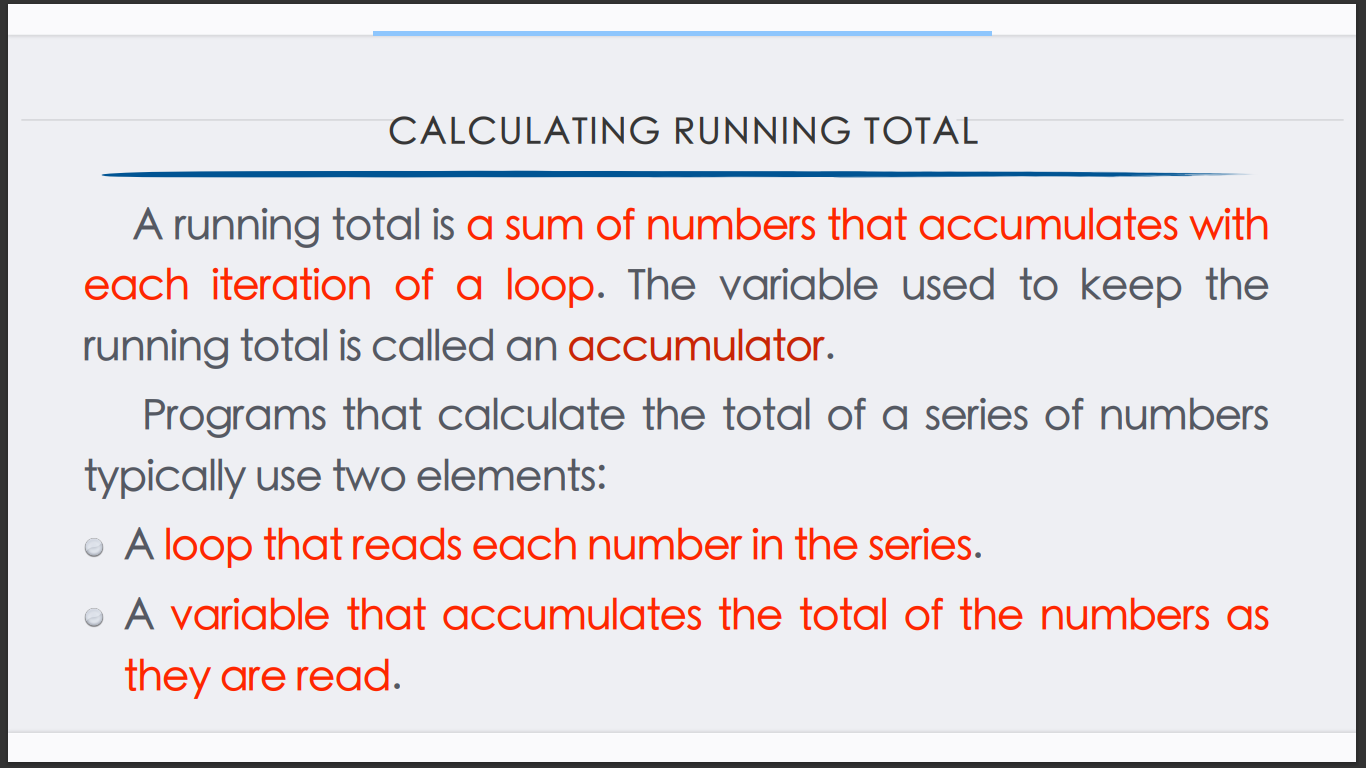 CALCULATING RUNNING TOTAL
A running total is a sum of numbers that accumulates with
each iteration of a loop. The variable used to keep the
running total is called an accumulator.
Programs that calculate the total of a series of numbers
typically use two elements:
A loop that reads each number in the series.
A variable that accumulates the total of the numbers as
they are read.